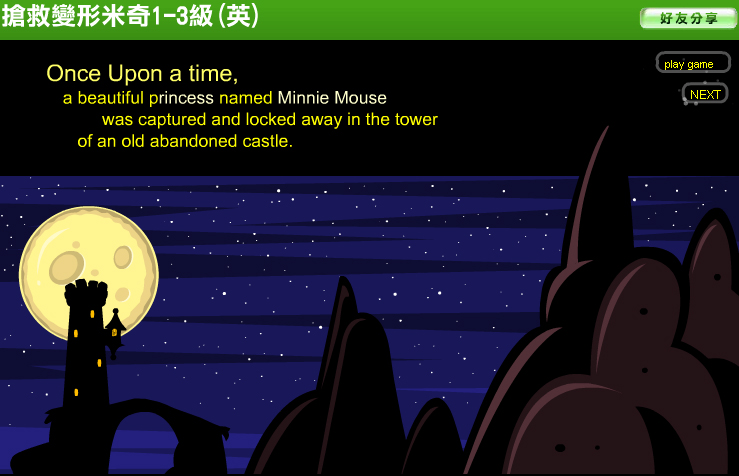 搶救變形米奇1-3級(英)
好友分享
Once Upon a time,
a beautiful princess named Minnie Mouse
was captured and locked away in the tower
of an old abandoned castle.
play game
NEXT